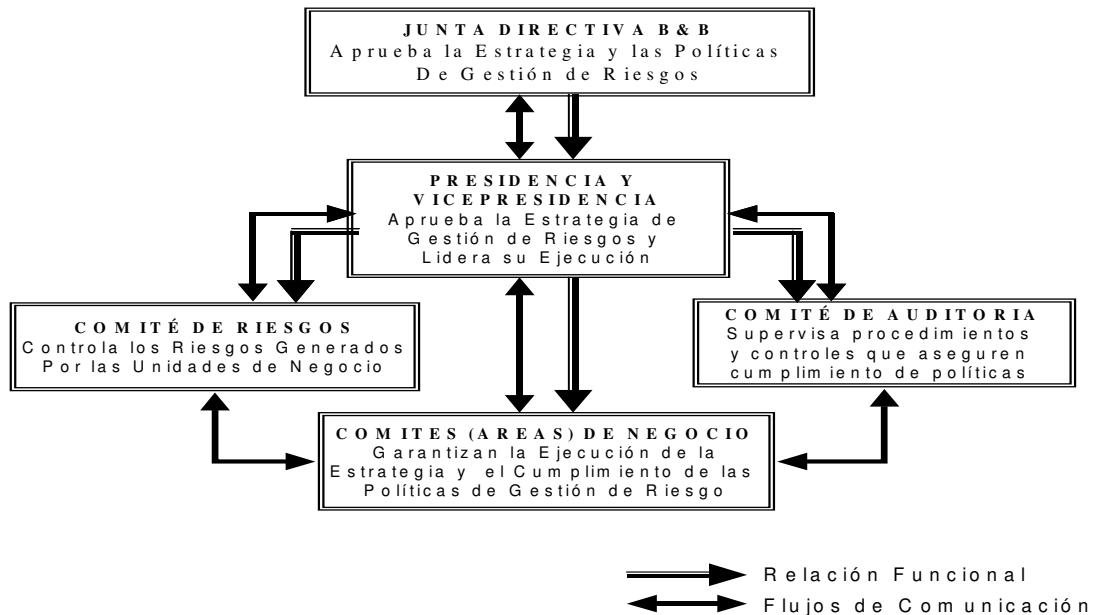 JUNTA DIRECTIVA B & B
Aprueba la Estrategia y las Políticas
De Gestión de Riesgos
PRESIDENCIA Y
VICEPRESIDENCIA
Aprueba la Estrategia de
Gestión de Riesgos y
Lidera su Ejecución
COMITÉ DE RIESGOS
Controla los Riesgos Generados
Por las Unidades de Negocio
COMITÉ DE AUDITORIA
Supervisa procedimientos
y controles que aseguren
cumplimiento de políticas
COMITES (AREAS) DE NEGOCIO
Garantizan la Ejecución de la
Estrategia y el Cumplimiento de las
Políticas de Gestión de Riesgo
Relación Funcional
Flujos de Comunicación